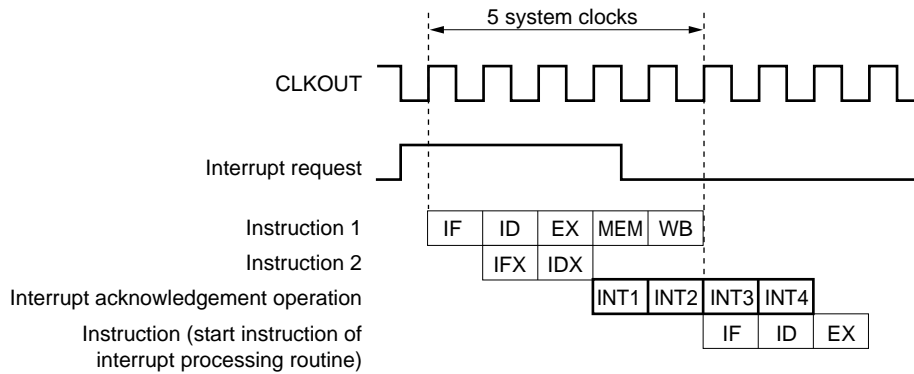 5 system clocks
CLKOUT
Interrupt request
Instruction 1 IF ID EX MEM WB
Instruction 2 IFX IDX
Interrupt acknowledgement operation INT1 INT2 INT3 INT4
Instruction (start instruction of IF ID EX
interrupt processing routine)